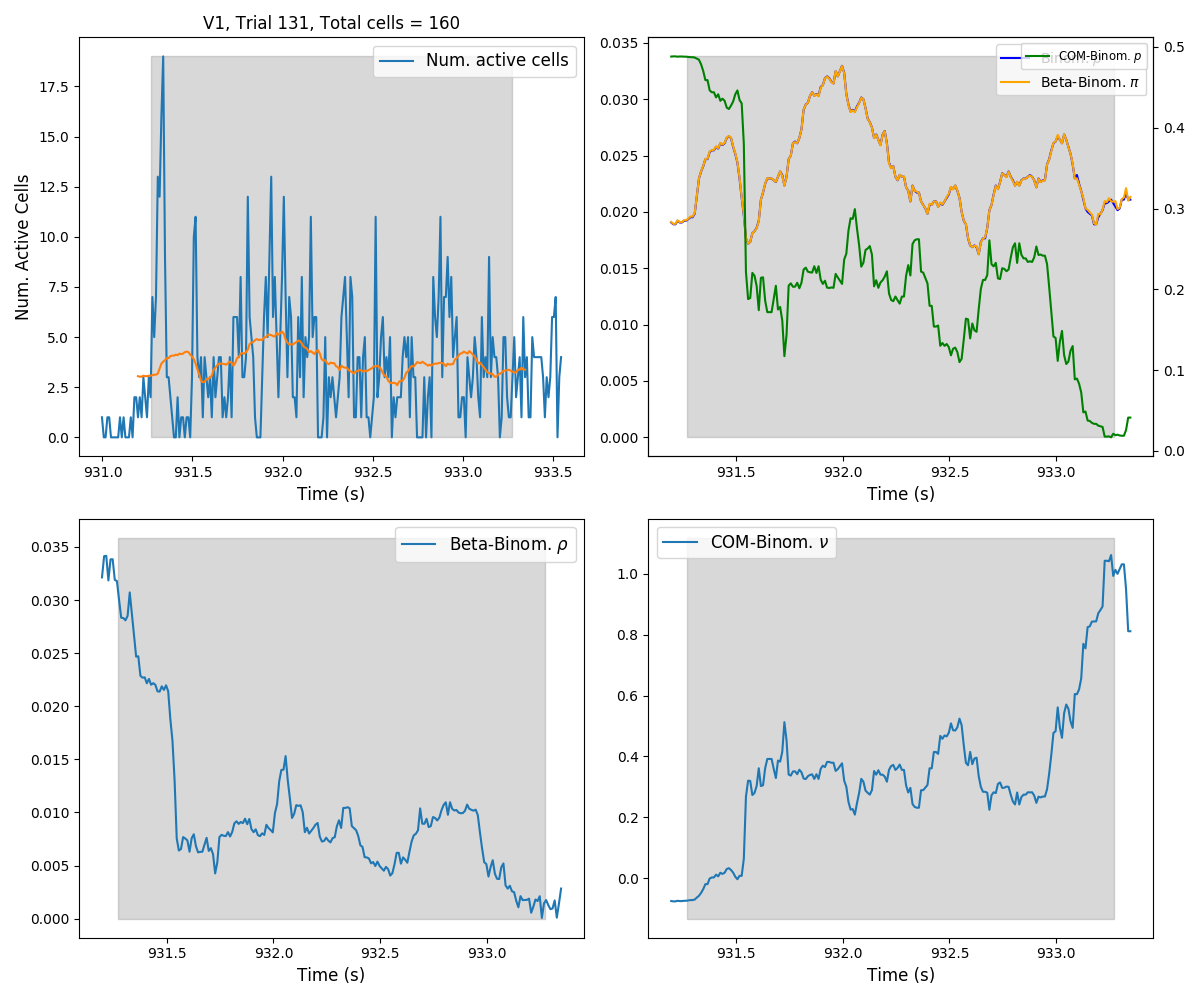 V1, Trial 131, Total cells = 160
Num. active cells
17.5
15.0
12.5
10.0
7.5
5.0
2.5
0.0
Num. Active Cells
931.0 931.5 932.0 932.5 933.0 933.5
Time (s)
COM-Binom. p
Beta-Binom. π
0.035
0.030
0.025
0.020
0.015
0.010
0.005
0.000
0.5
0.4
0.3
0.2
0.1
0.0
931.5 932.0 932.5 933.0
Time (s)
Beta-Binom. ρ
0.035
0.030
0.025
0.020
0.015
0.010
0.005
0.000
931.5 932.0 932.5 933.0
Time (s)
COM-Binom. ν
1.0
0.8
0.6
0.4
0.2
0.0
931.5 932.0 932.5 933.0
Time (s)